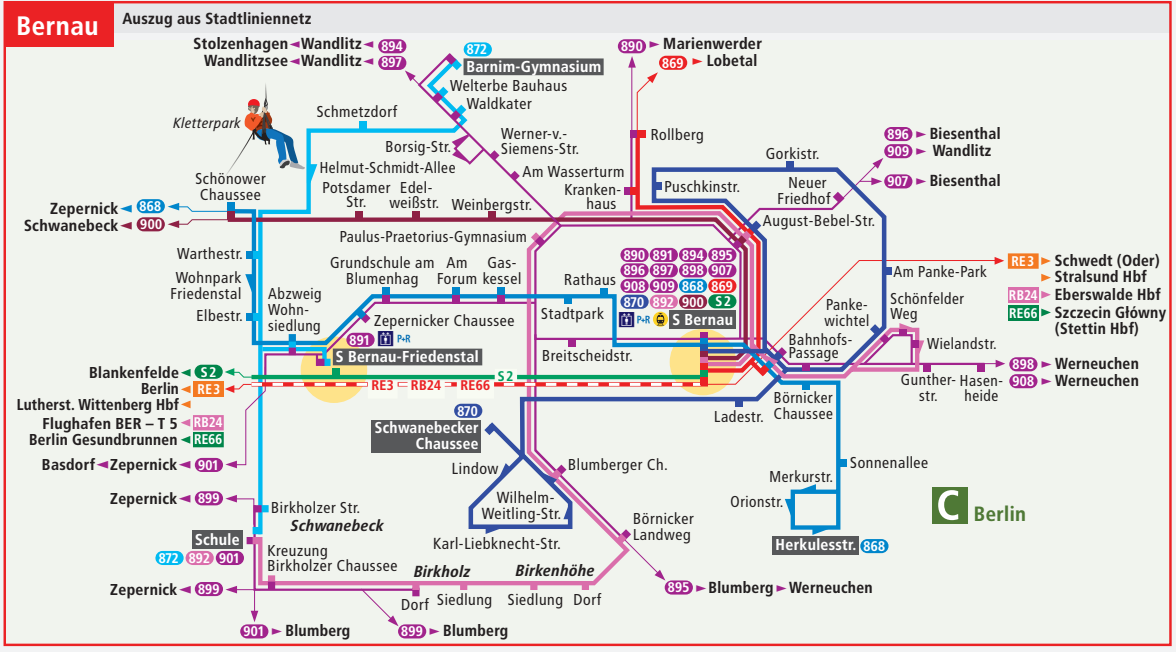 Bernau
Auszug aus Stadtliniennetz
Stolzenhagen Wandlitz 894
Wandlitzsee Wandlitz 897
872
Barnim-Gymnasium
Welterbe Bauhaus
Waldkater
890 Marienwerder
869 Lobetal
Kletterpark
Schmetzdorf
Borsig-Str.
Werner-v.-
Siemens-Str.
Rollberg
896 Biesenthal
909 Wandlitz
907 Biesenthal
Gorkistr.
Helmut-Schmidt-Allee
Am Wasserturm
Schönower
Chaussee
Potsdamer
Str.
Edel-
weißstr.
Weinbergstr.
Kranken-
haus
Puschkinstr.
Neuer
Friedhof
Zepernick 868
Schwanebeck 900
August-Bebel-Str.
Paulus-Praetorius-Gymnasium
Warthestr.
Wohnpark
Friedenstal
Elbestr.
Abzweig
Wohn-
siedlung
Grundschule am
Blumenhag
Am
Forum
Gas-
kessel
Rathaus
Stadtpark
890 891 894 895
896 897 898 907
908 909 868 869
870 892 900 S2
P+R S Bernau
Am Panke-Park
Schönfelder
Weg
Panke-
wichtel
Wielandstr.
RE3 Schwedt (Oder)
Stralsund Hbf
RB24 Eberswalde Hbf
RE66 Szczecin Główny
(Stettin Hbf)
Zepernicker Chaussee
891 P+R
S Bernau-Friedenstal
Breitscheidstr.
Bahnhofs-
Passage
898 Werneuchen
908 Werneuchen
Gunther-
str.
Hasen-
heide
Blankenfelde S2
S2
Berlin RE3
RE3 RB24 RE66
Lutherst. Wittenberg Hbf
Flughafen BER – T 5 RB24
Berlin Gesundbrunnen RE66
Basdorf Zepernick 901
870
Schwanebecker
Chaussee
Ladestr.
Börnicker
Chaussee
Lindow
Blumberger Ch.
Wilhelm-
Weitling-Str.
Karl-Liebknecht-Str.
Sonnenallee
Merkurstr.
Orionstr.
Herkulesstr. 868
C Berlin
Zepernick 899
Birkholzer Str.
Schwanebeck
Schule
872 892 901
Börnicker
Landweg
Kreuzung
Birkholzer Chaussee
Birkholz
Birkenhöhe
Zepernick 899
Dorf
Siedlung
Siedlung
Dorf
895 Blumberg Werneuchen
901 Blumberg
899 Blumberg